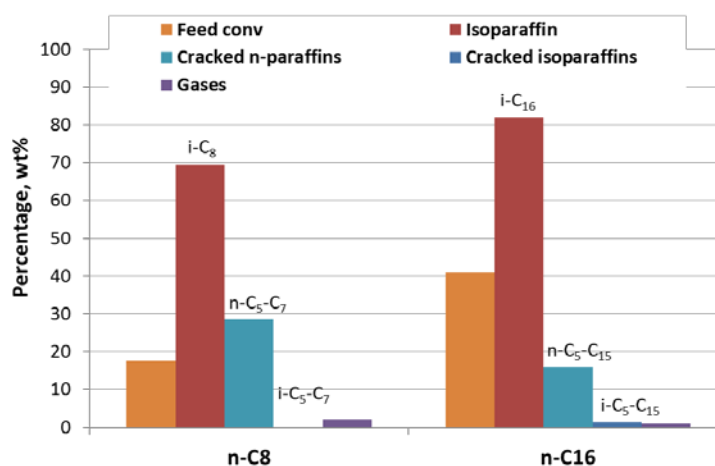 Feed conv
Isoparaffin
Cracked n-paraffins
Cracked isoparaffins
Gases
Percentage, wt%
100
90
80
70
60
50
40
30
20
10
0
i-C₈
n-C₅-C₇
i-C₅-C₇
i-C₁₆
n-C₅-C₁₅
i-C₅-C₁₅
n-C8
n-C16